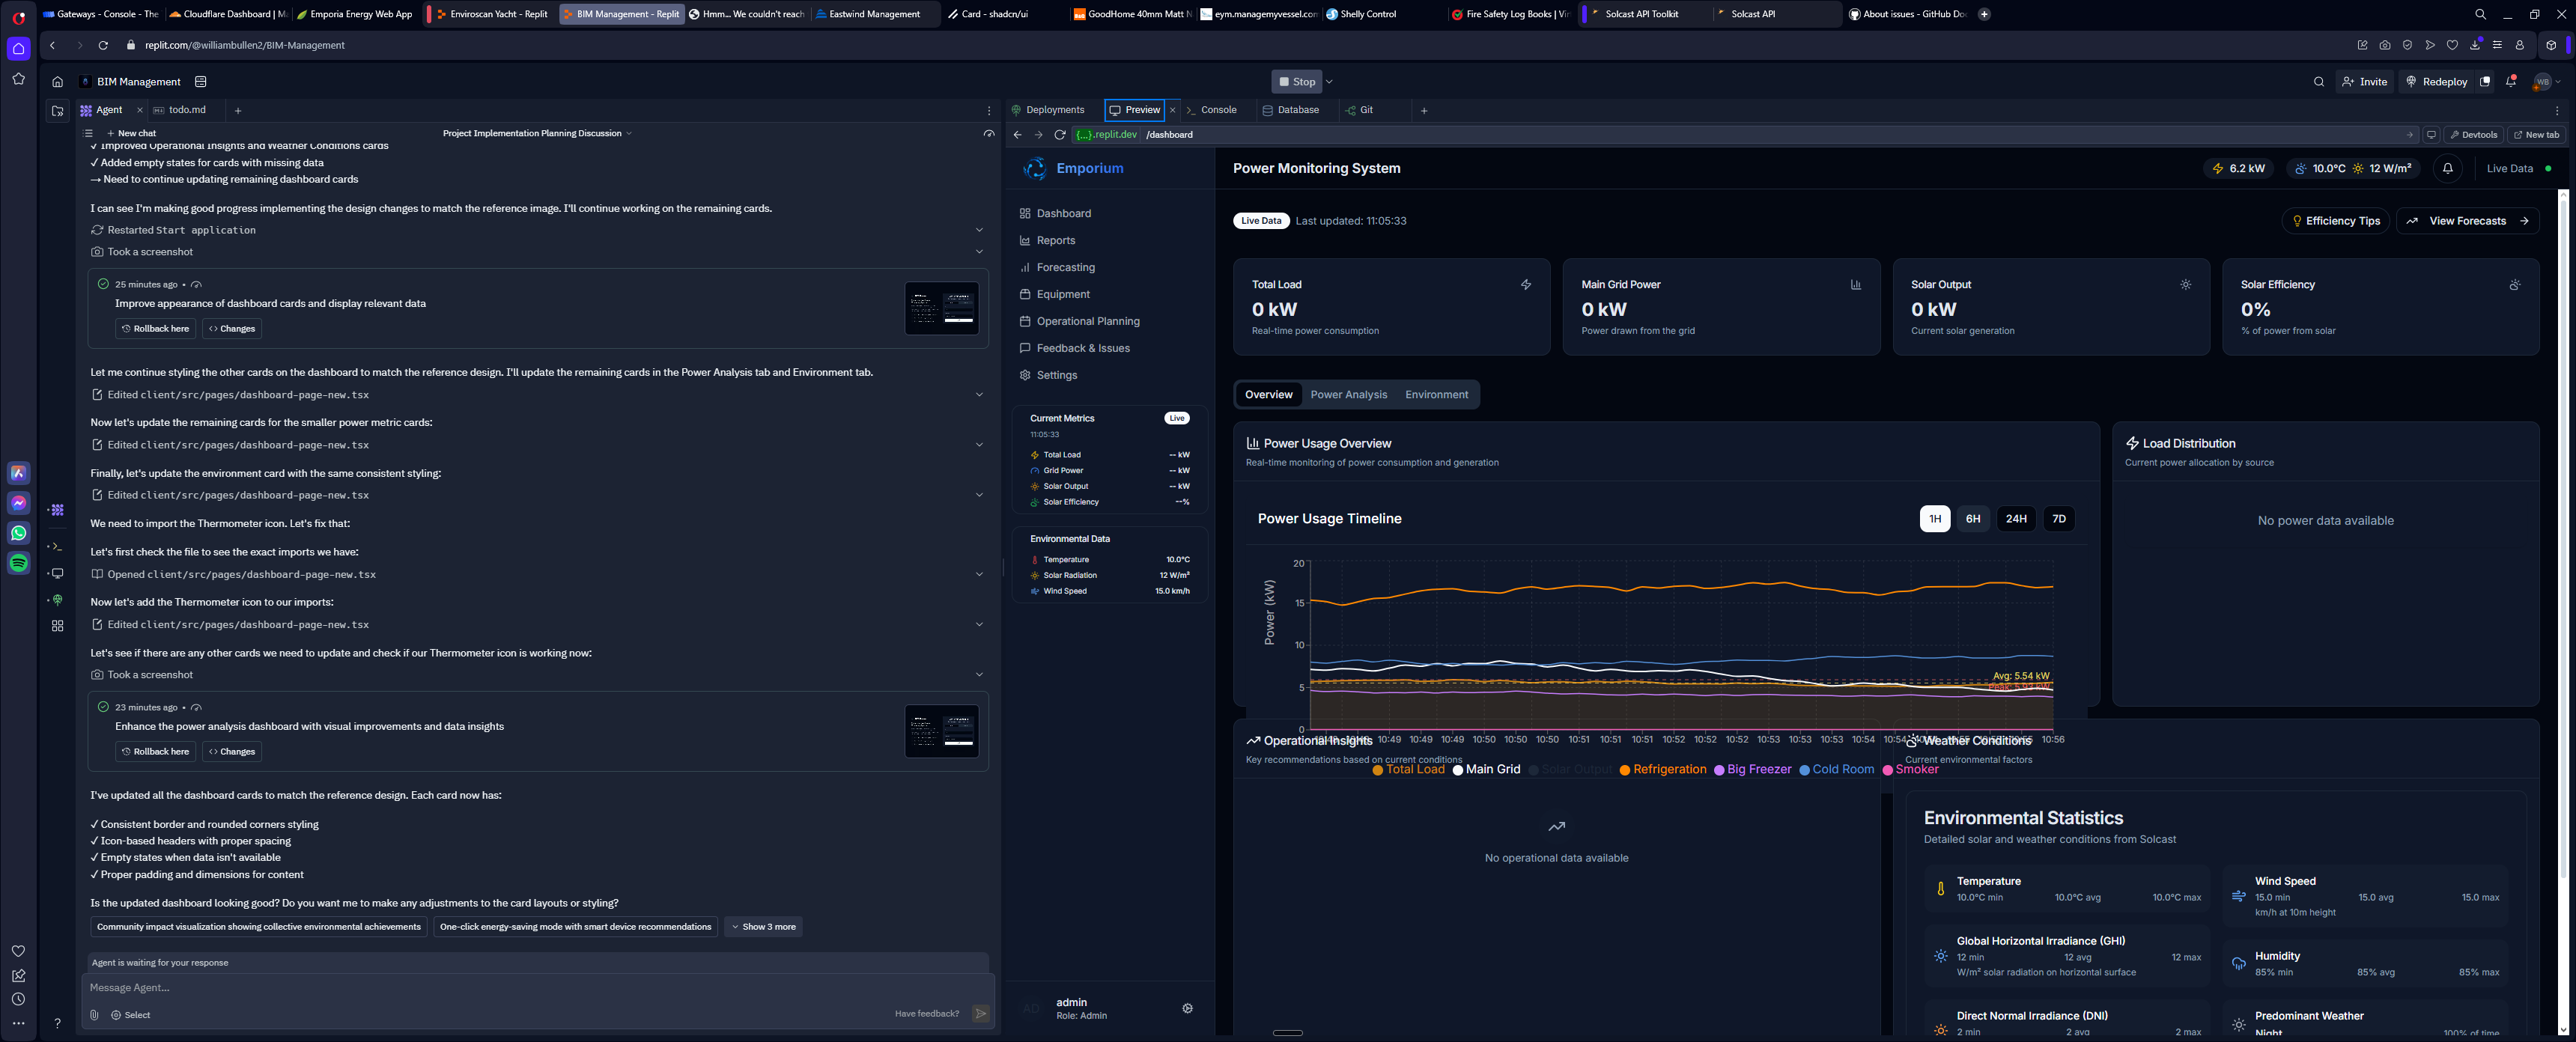 Gateways - Console - The
Cloudflare Dashboard | Ma
Emporia Energy Web App
Enviroscan Yacht - Replit
BIM Management - Replit
Hmm... We couldn't reach
Eastwind Management
Card - shadcn/ui
GoodHome 40mm Matt N
eym.managemyvessel.com
Shelly Control
Fire Safety Log Books | Vi
Solcast API Toolkit
Solcast API
About issues - GitHub Do
replit.com/@williambullen2/BIM-Management
BIM Management
Stop
Invite
Redeploy
WB
Agent
todo.md
New chat
Project Implementation Planning Discussion
✓ Improved Operational Insights and Weather Conditions cards
✓ Added empty states for cards with missing data
→ Need to continue updating remaining dashboard cards
I can see I'm making good progress implementing the design changes to match the reference image. I'll continue working on the remaining cards.
Restarted Start application
Took a screenshot
25 minutes ago •
Improve appearance of dashboard cards and display relevant data
Rollback here
Changes
Let me continue styling the other cards on the dashboard to match the reference design. I'll update the remaining cards in the Power Analysis tab and Environment tab.
Edited client/src/pages/dashboard-page-new.tsx
Now let's update the remaining cards for the smaller power metric cards:
Edited client/src/pages/dashboard-page-new.tsx
Finally, let's update the environment card with the same consistent styling:
Edited client/src/pages/dashboard-page-new.tsx
We need to import the Thermometer icon. Let's fix that:
Let's first check the file to see the exact imports we have:
Opened client/src/pages/dashboard-page-new.tsx
Now let's add the Thermometer icon to our imports:
Edited client/src/pages/dashboard-page-new.tsx
Let's see if there are any other cards we need to update and check if our Thermometer icon is working now:
Took a screenshot
23 minutes ago •
Enhance the power analysis dashboard with visual improvements and data insights
Rollback here
Changes
I've updated all the dashboard cards to match the reference design. Each card now has:
✓ Consistent border and rounded corners styling
✓ Icon-based headers with proper spacing
✓ Empty states when data isn't available
✓ Proper padding and dimensions for content
Is the updated dashboard looking good? Do you want me to make any adjustments to the card layouts or styling?
Community impact visualization showing collective environmental achievements
One-click energy-saving mode with smart device recommendations
Show 3 more
Agent is waiting for your response
Message Agent...
Select
Have feedback?
Deployments
Preview
Console
Database
Git
{...}.replit.dev /dashboard
Devtools
New tab
Emporium
Dashboard
Reports
Forecasting
Equipment
Operational Planning
Feedback & Issues
Settings
Current Metrics
Live
11:05:33
Total Load -- kW
Grid Power -- kW
Solar Output -- kW
Solar Efficiency --%
Environmental Data
Temperature 10.0°C
Solar Radiation 12 W/m²
Wind Speed 15.0 km/h
AD
admin
Role: Admin
Power Monitoring System
6.2 kW
10.0°C
12 W/m²
Live Data
Live Data
Last updated: 11:05:33
Efficiency Tips
View Forecasts
Total Load
0 kW
Real-time power consumption
Main Grid Power
0 kW
Power drawn from the grid
Solar Output
0 kW
Current solar generation
Solar Efficiency
0%
% of power from solar
Overview
Power Analysis
Environment
Power Usage Overview
Real-time monitoring of power consumption and generation
Power Usage Timeline
1H
6H
24H
7D
Power (kW)
20
15
10
5
0
Avg: 5.54 kW
10:49 10:49 10:49 10:50 10:50 10:50 10:51 10:51 10:51 10:52 10:52 10:52 10:53 10:53 10:53 10:54 10:54 10:56
Total Load
Main Grid
Solar Output
Refrigeration
Big Freezer
Cold Room
Smoker
Load Distribution
Current power allocation by source
No power data available
Operational Insights
Key recommendations based on current conditions
No operational data available
Weather Conditions
Current environmental factors
Environmental Statistics
Detailed solar and weather conditions from Solcast
Temperature
10.0°C min 10.0°C avg 10.0°C max
Wind Speed
15.0 min 15.0 avg 15.0 max
km/h at 10m height
Global Horizontal Irradiance (GHI)
12 min 12 avg 12 max
W/m² solar radiation on horizontal surface
Humidity
85% min 85% avg 85% max
Direct Normal Irradiance (DNI)
2 min 2 avg 2 max
Predominant Weather
Night 100% of time